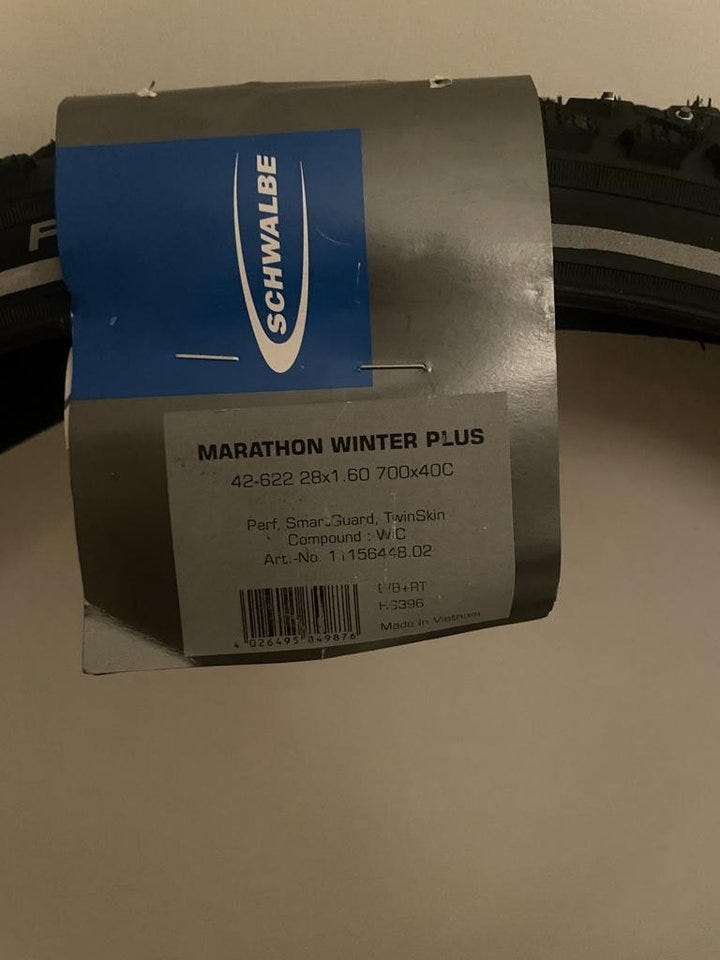 SCHWALBE
MARATHON WINTER PLUS
42-622 28x1.60 700x40C
Perf, SmartGuard, TwinSkin
Compound : WiC
Art.-No. 11156448.02
B/B+RT
HS396
Made in Vietnam
4 026495 849876